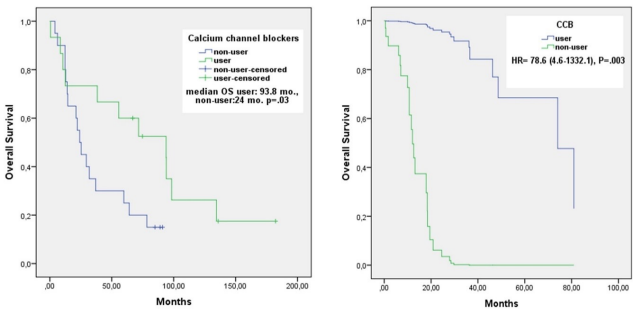 Calcium channel blockers
non-user
user
non-user-censored
user-censored
median OS user: 93.8 mo.,
non-user:24 mo. p=.03
Overall Survival
1,0
0,8
0,6
0,4
0,2
0,0
,00 50,00 100,00 150,00 200,00
Months
CCB
user
non-user
HR= 78.6 (4.6-1332.1), P=.003
Overall Survival
1,0
0,8
0,6
0,4
0,2
0,0
,00 20,00 40,00 60,00 80,00 100,00
Months